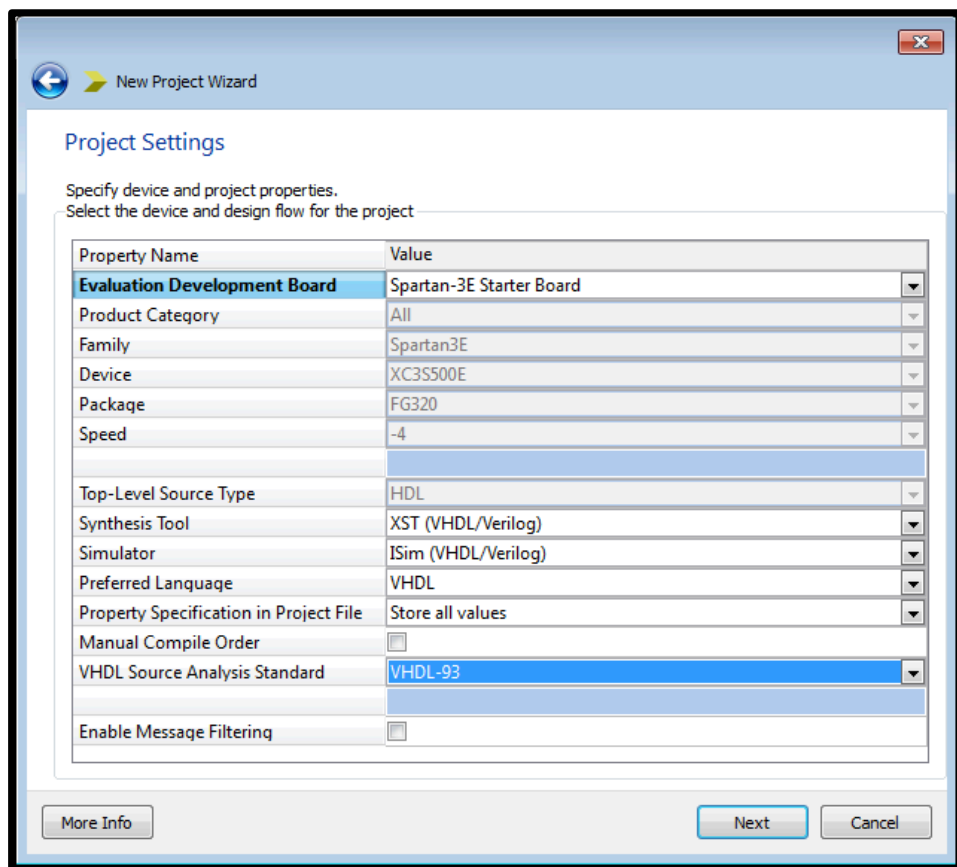 New Project Wizard
Project Settings
Specify device and project properties.
Select the device and design flow for the project
Property Name Value
Evaluation Development Board Spartan-3E Starter Board
Product Category All
Family Spartan3E
Device XC3S500E
Package FG320
Speed -4
Top-Level Source Type HDL
Synthesis Tool XST (VHDL/Verilog)
Simulator ISim (VHDL/Verilog)
Preferred Language VHDL
Property Specification in Project File Store all values
Manual Compile Order
VHDL Source Analysis Standard VHDL-93
Enable Message Filtering
More Info Next Cancel